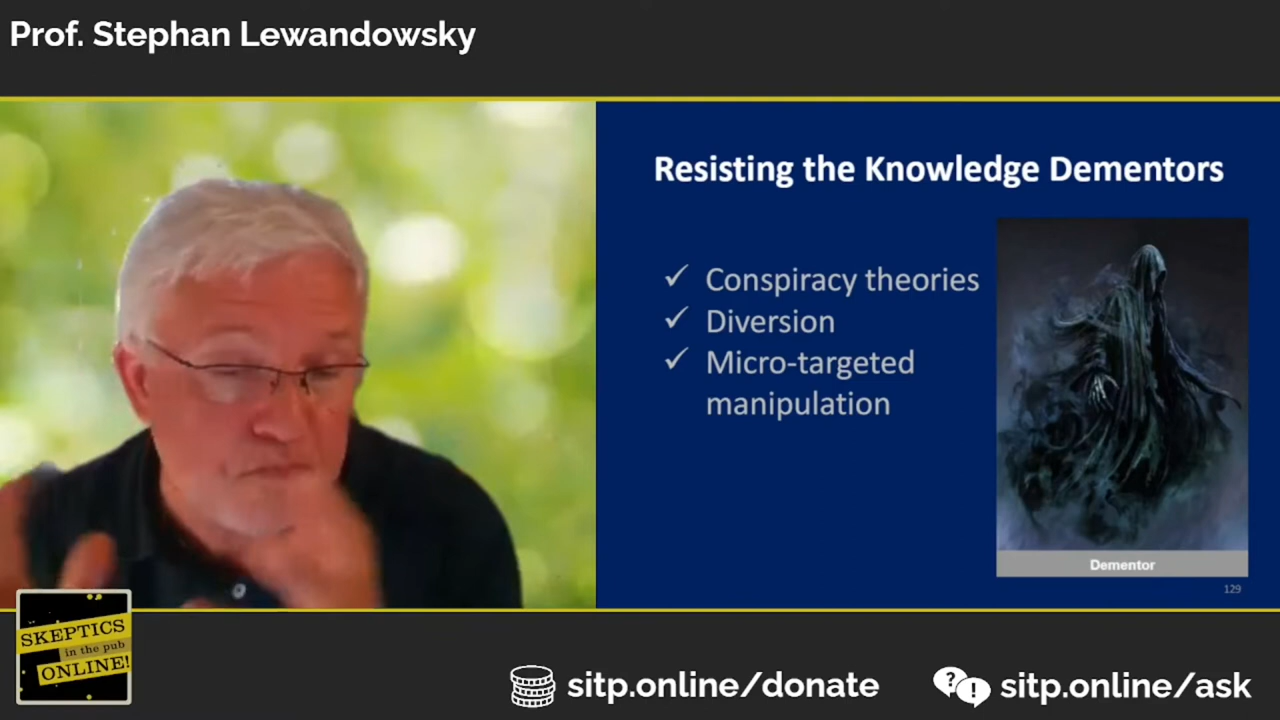 Prof. Stephan Lewandowsky
Resisting the Knowledge Dementors
✓ Conspiracy theories
✓ Diversion
✓ Micro-targeted
manipulation
Dementor
129
SKEPTICS
in the pub
ONLINE!
sitp.online/donate
sitp.online/ask